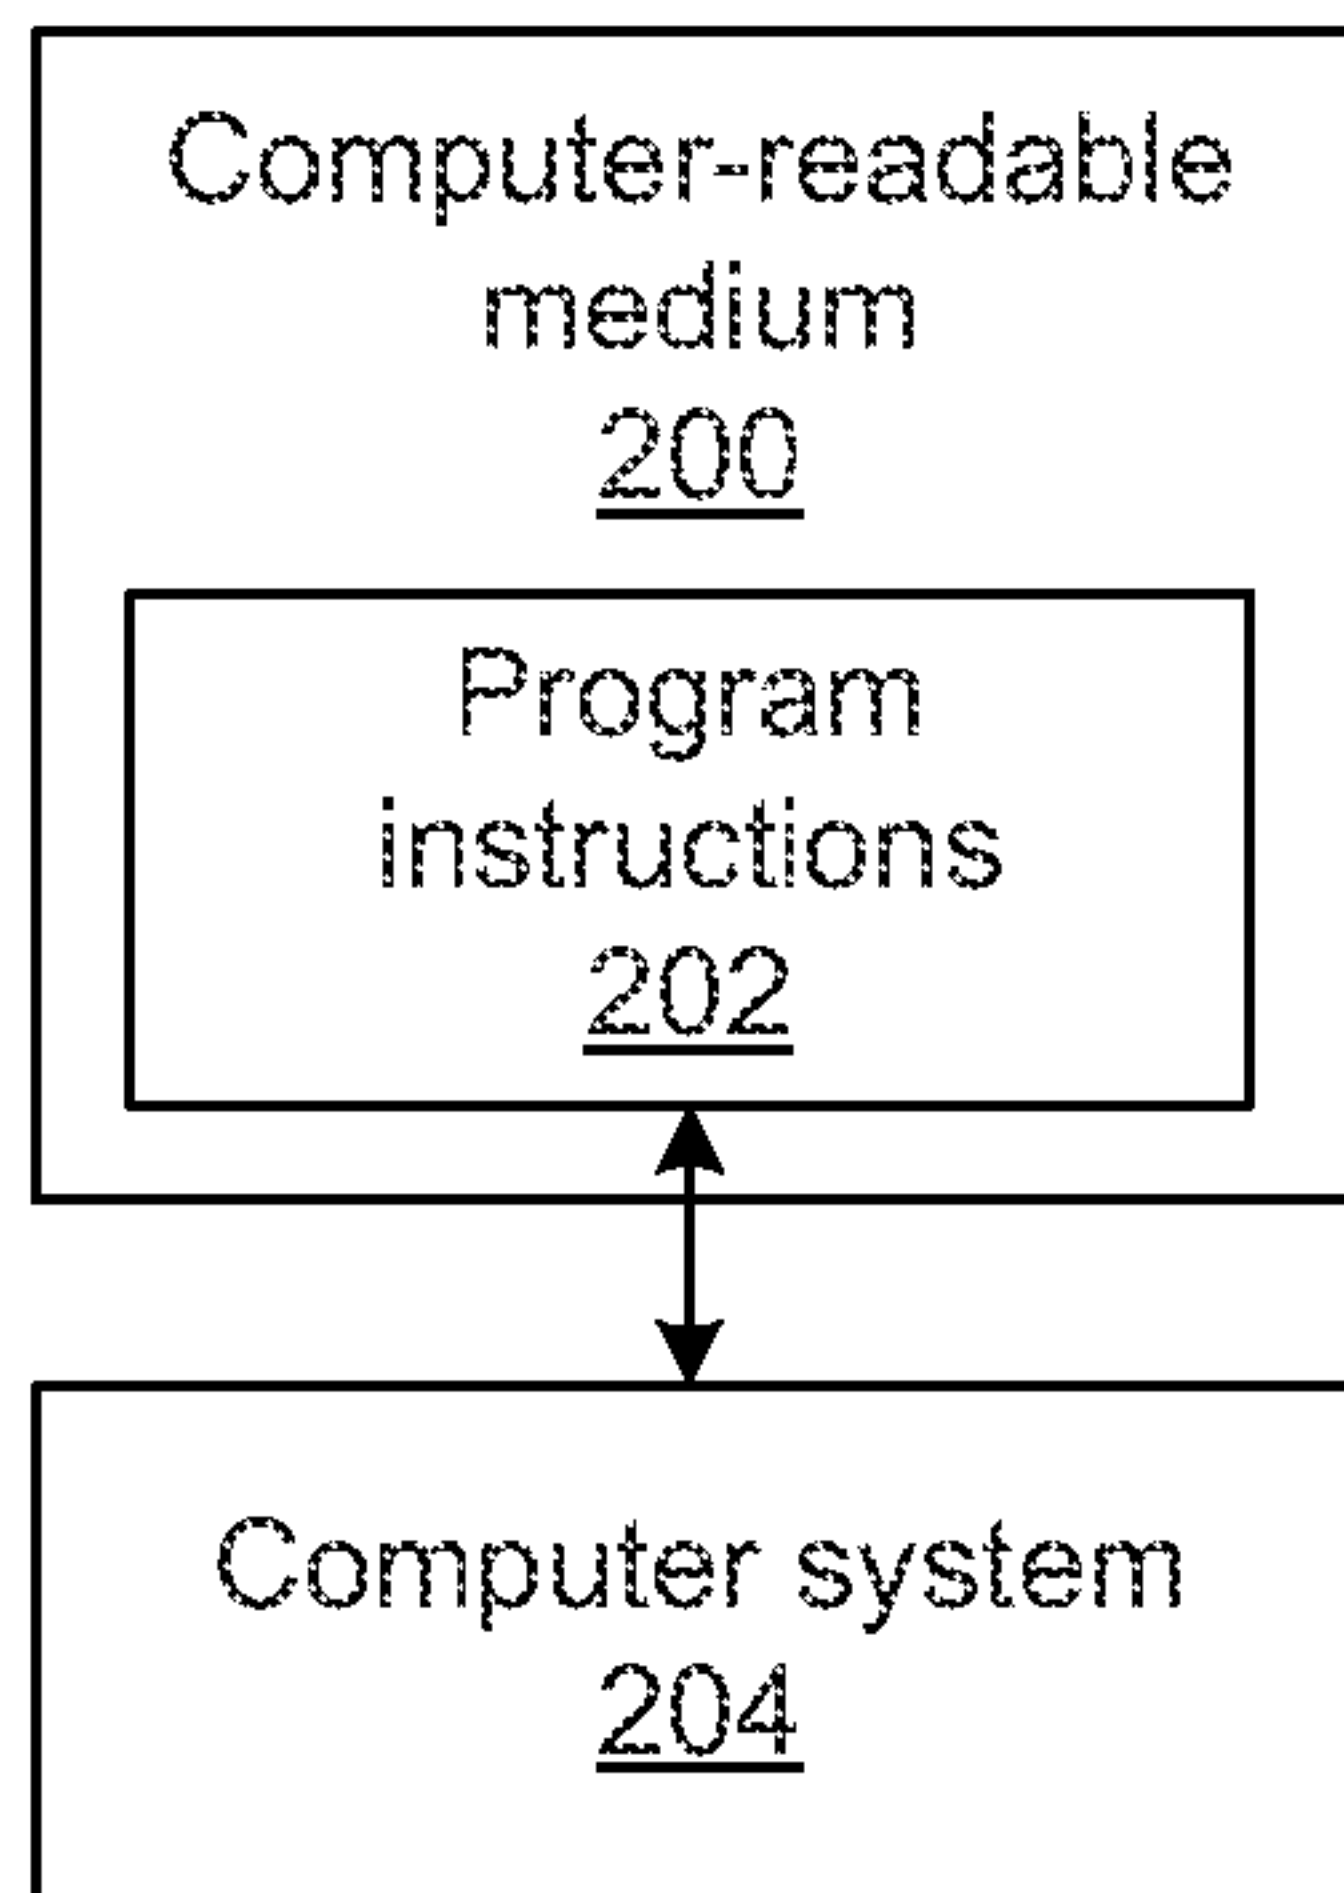 Computer-readable
medium
200
Program
instructions
202
Computer system
204